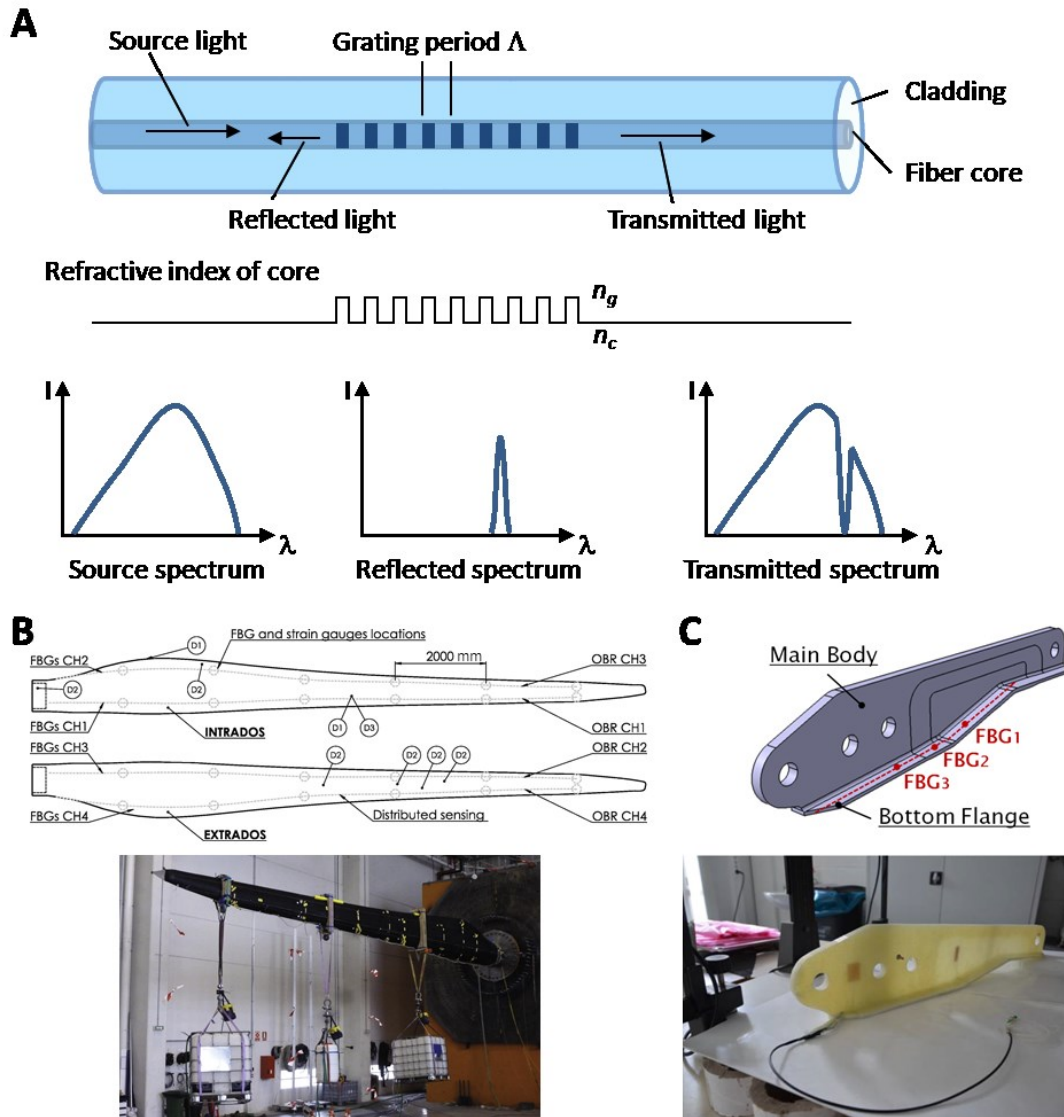 A
Source light
Grating period Λ
Cladding
Fiber core
Reflected light
Transmitted light
Refractive index of core
n_g
n_c
I
λ
Source spectrum
I
λ
Reflected spectrum
I
λ
Transmitted spectrum
B
D1
FBG and strain gauges locations
FBGs CH2
2000 mm
OBR CH3
D2
D2
FBGs CH1
INTRADOS
D1
D3
OBR CH1
FBGs CH3
D2
D2
D2
D2
OBR CH2
FBGs CH4
EXTRADOS
Distributed sensing
OBR CH4
C
Main Body
FBG1
FBG2
FBG3
Bottom Flange